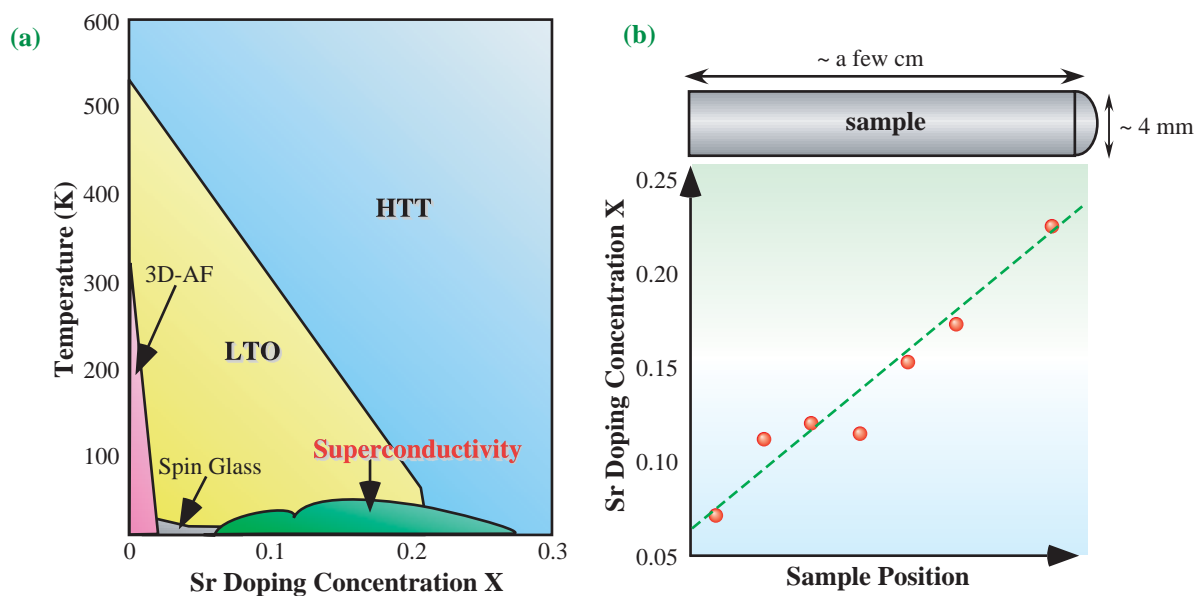 (a)
600
500
400
300
200
100
0
0.1
0.2
0.3
Temperature (K)
Sr Doping Concentration X
HTT
3D-AF
LTO
Superconductivity
Spin Glass
(b)
~ a few cm
sample
~ 4 mm
0.25
0.20
0.15
0.10
0.05
Sr Doping Concentration X
Sample Position